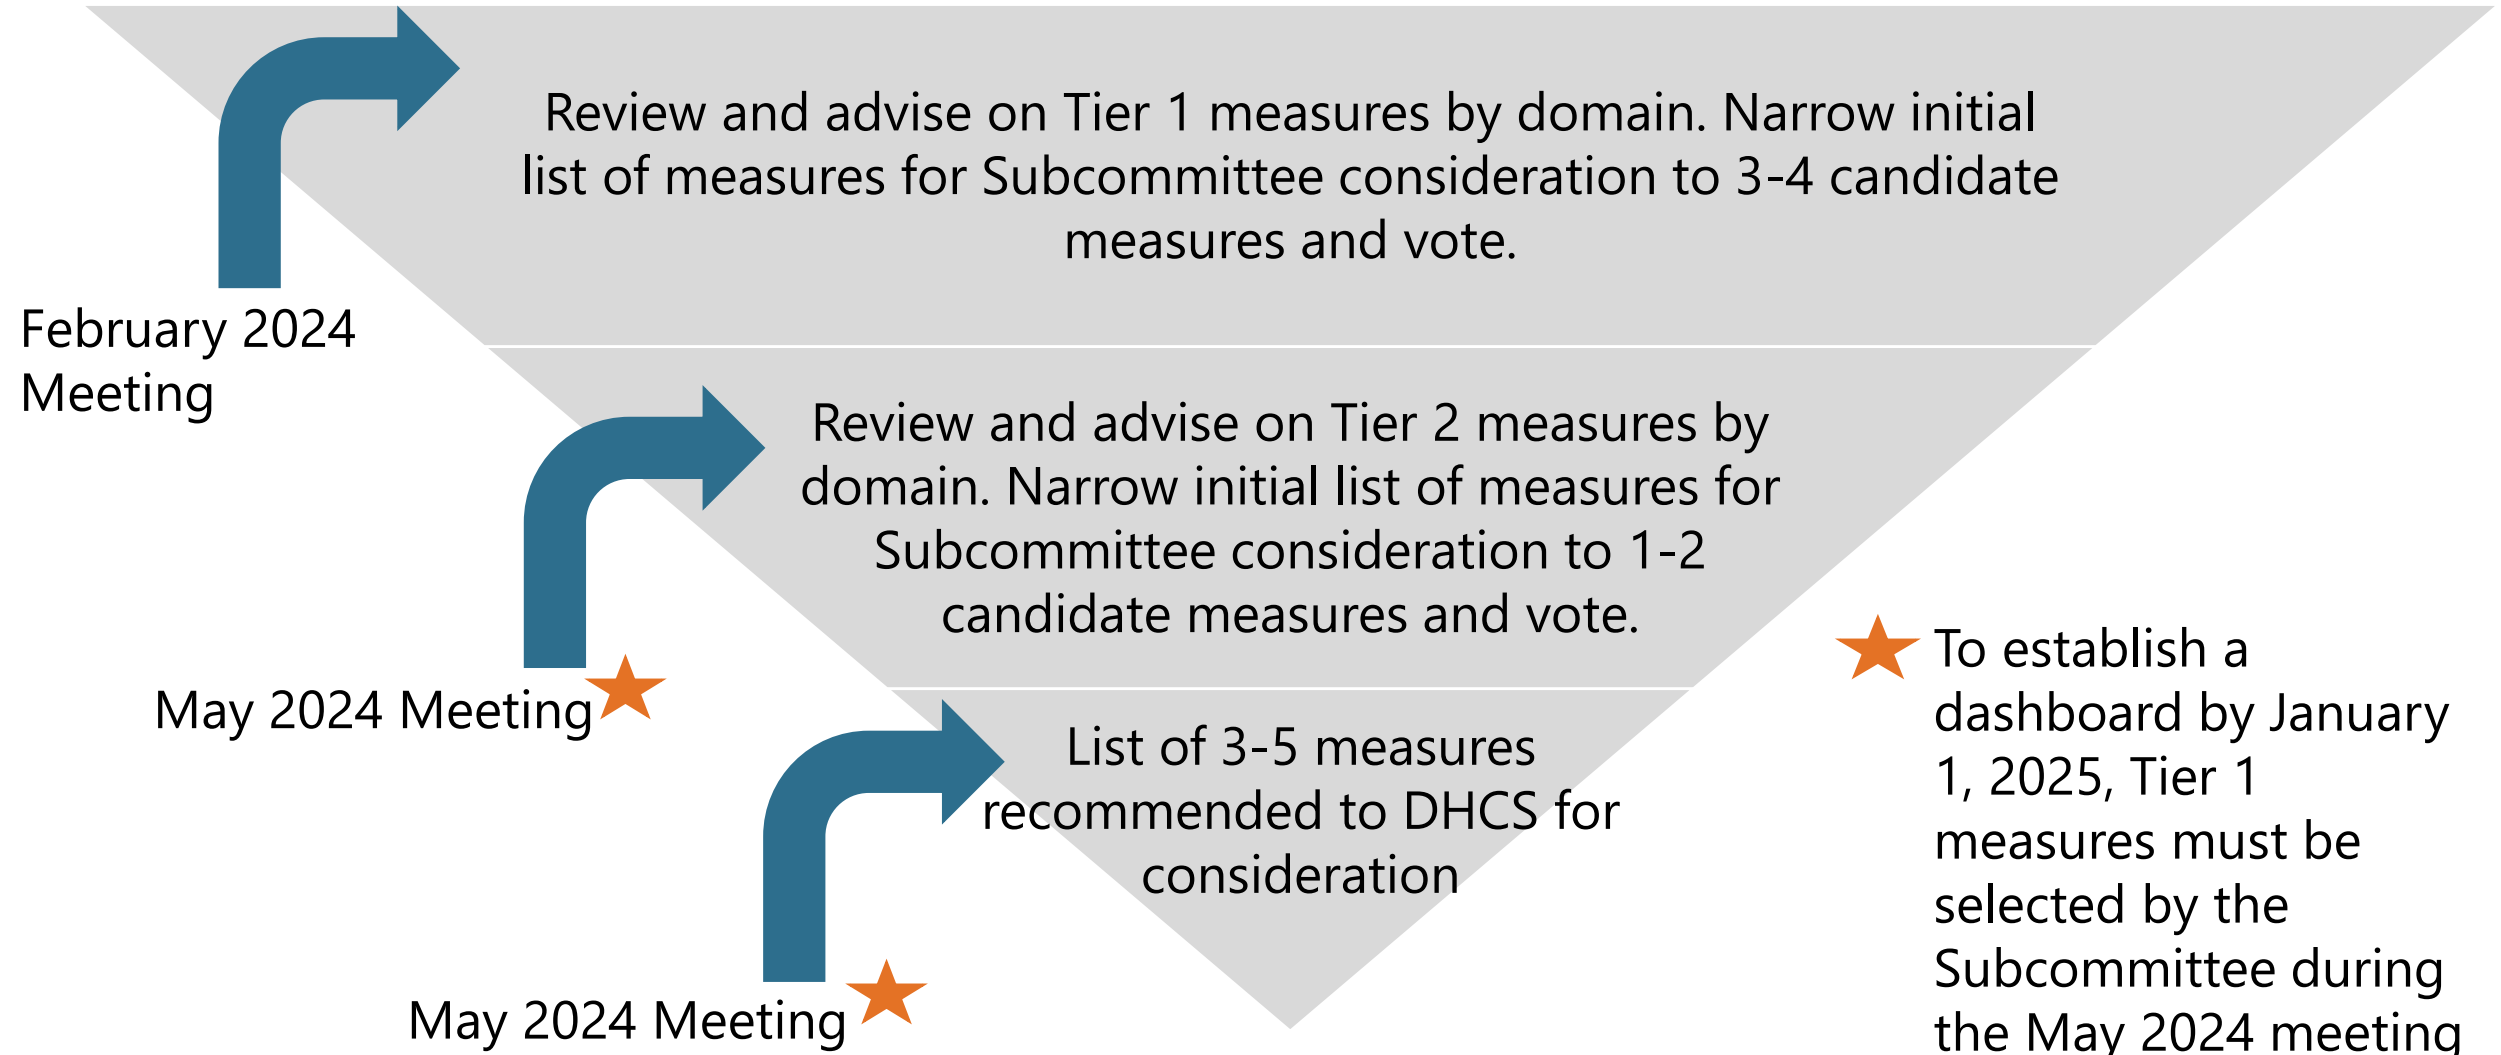 Review and advise on Tier 1 measures by domain. Narrow initial
list of measures for Subcommittee consideration to 3-4 candidate
measures and vote.
February 2024
Meeting
Review and advise on Tier 2 measures by
domain. Narrow initial list of measures for
Subcommittee consideration to 1-2
candidate measures and vote.
May 2024 Meeting
List of 3-5 measures
recommended to DHCS for
consideration
May 2024 Meeting
To establish a
dashboard by January
1, 2025, Tier 1
measures must be
selected by the
Subcommittee during
the May 2024 meeting